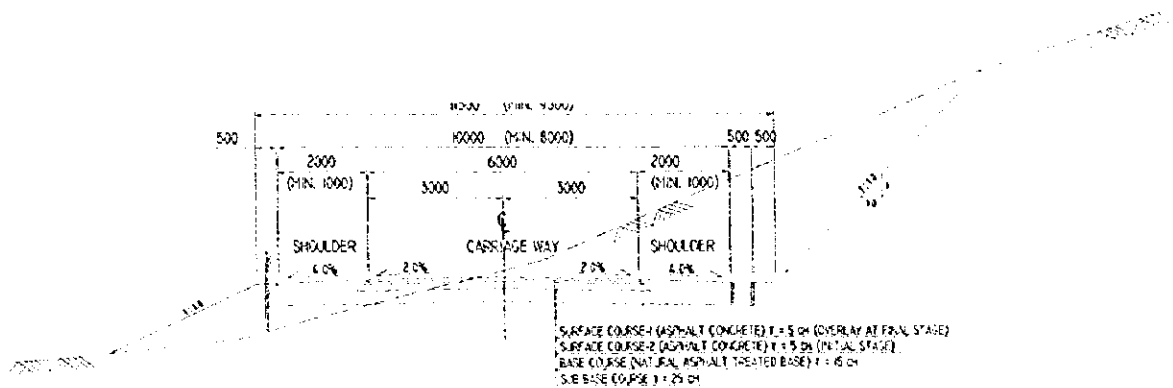 11500 (MIN. 9500)
500 10000 (MIN. 8000) 500 500
2000 6000 2000
(MIN. 1000) 3000 3000 (MIN. 1000)
SHOULDER CARRIAGE WAY SHOULDER
4.0% 2.0% 2.0% 4.0%
SURFACE COURSE-1 (ASPHALT CONCRETE) T = 5 CM (OVERLAY AT FINAL STAGE)
SURFACE COURSE-2 (ASPHALT CONCRETE) T = 5 CM (INITIAL STAGE)
BASE COURSE (NATURAL ASPHALT TREATED BASE) T = 15 CM
SUB BASE COURSE T = 25 CM